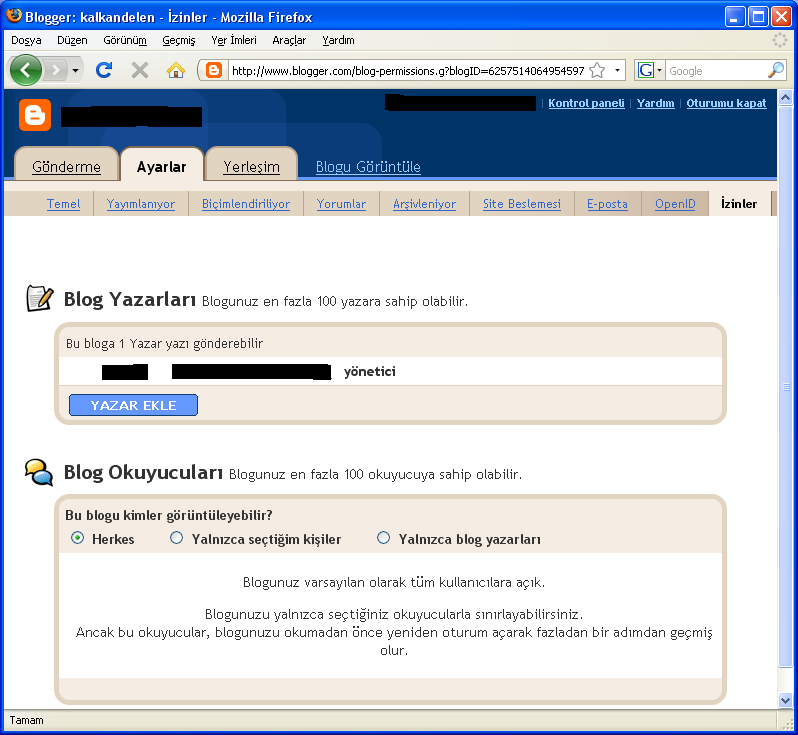 Blogger: kalkandelen - İzinler - Mozilla Firefox
Dosya Düzen Görünüm Geçmiş Yer İmleri Araçlar Yardım
http://www.blogger.com/blog-permissions.g?blogID=6257514064954597 Google
Kontrol paneli | Yardım | Oturumu kapat
Gönderme Ayarlar Yerleşim Blogu Görüntüle
Temel Yayımlanıyor Biçimlendiriliyor Yorumlar Arşivleniyor Site Beslemesi E-posta OpenID İzinler
Blog Yazarları Blogunuz en fazla 100 yazara sahip olabilir.
Bu bloga 1 Yazar yazı gönderebilir
yönetici
YAZAR EKLE
Blog Okuyucuları Blogunuz en fazla 100 okuyucuya sahip olabilir.
Bu blogu kimler görüntüleyebilir?
Herkes Yalnızca seçtiğim kişiler Yalnızca blog yazarları
Blogunuz varsayılan olarak tüm kullanıcılara açık.
Blogunuzu yalnızca seçtiğiniz okuyucularla sınırlayabilirsiniz.
Ancak bu okuyucular, blogunuzu okumadan önce yeniden oturum açarak fazladan bir adımdan geçmiş
olur.
Tamam